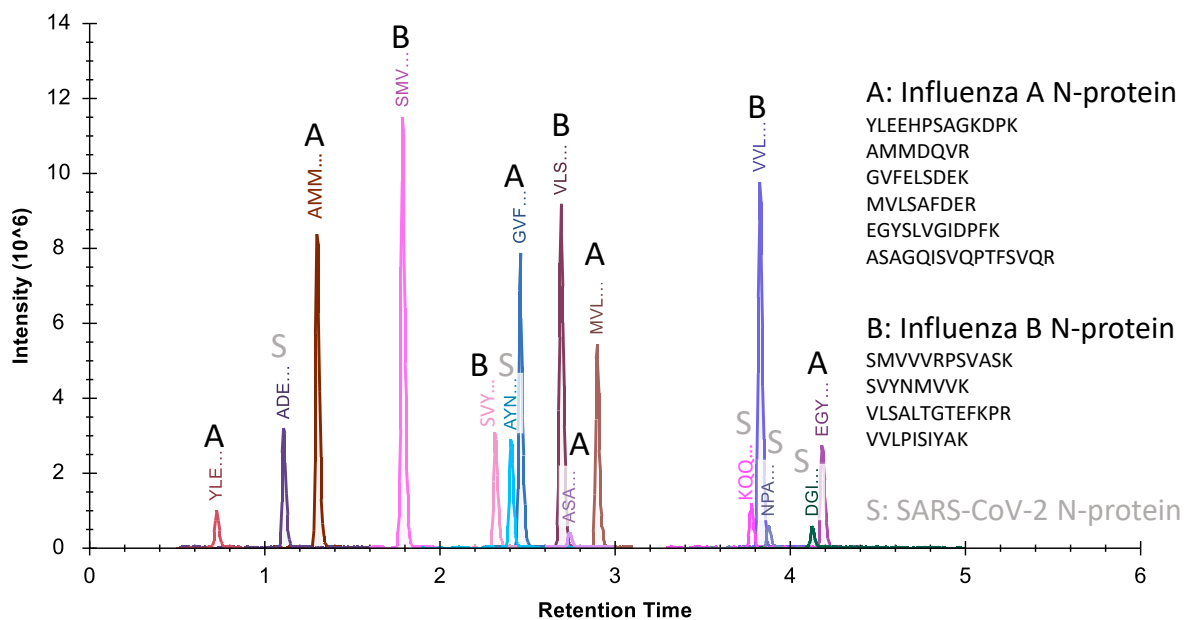 14
12
10
8
6
4
2
0
Intensity (10^6)
0
1
2
3
4
5
6
Retention Time
A
YLE...
S
ADE...
A
AMM...
B
SMV...
B
SVY...
S
AYN...
A
GVF...
B
VLS...
A
ASA...
A
MVL...
S
KQQ...
B
VVL...
S
NPA...
S
DGI...
A
EGY...
A: Influenza A N-protein
YLEEHPSAGKDPK
AMMDQVR
GVFELSDEK
MVLSAFDER
EGYSLVGIDPFK
ASAGQISVQPTFSVQR
B: Influenza B N-protein
SMVVVRPSVASK
SVYNMVVK
VLSALTGTEFKPR
VVLPISIYAK
S: SARS-CoV-2 N-protein